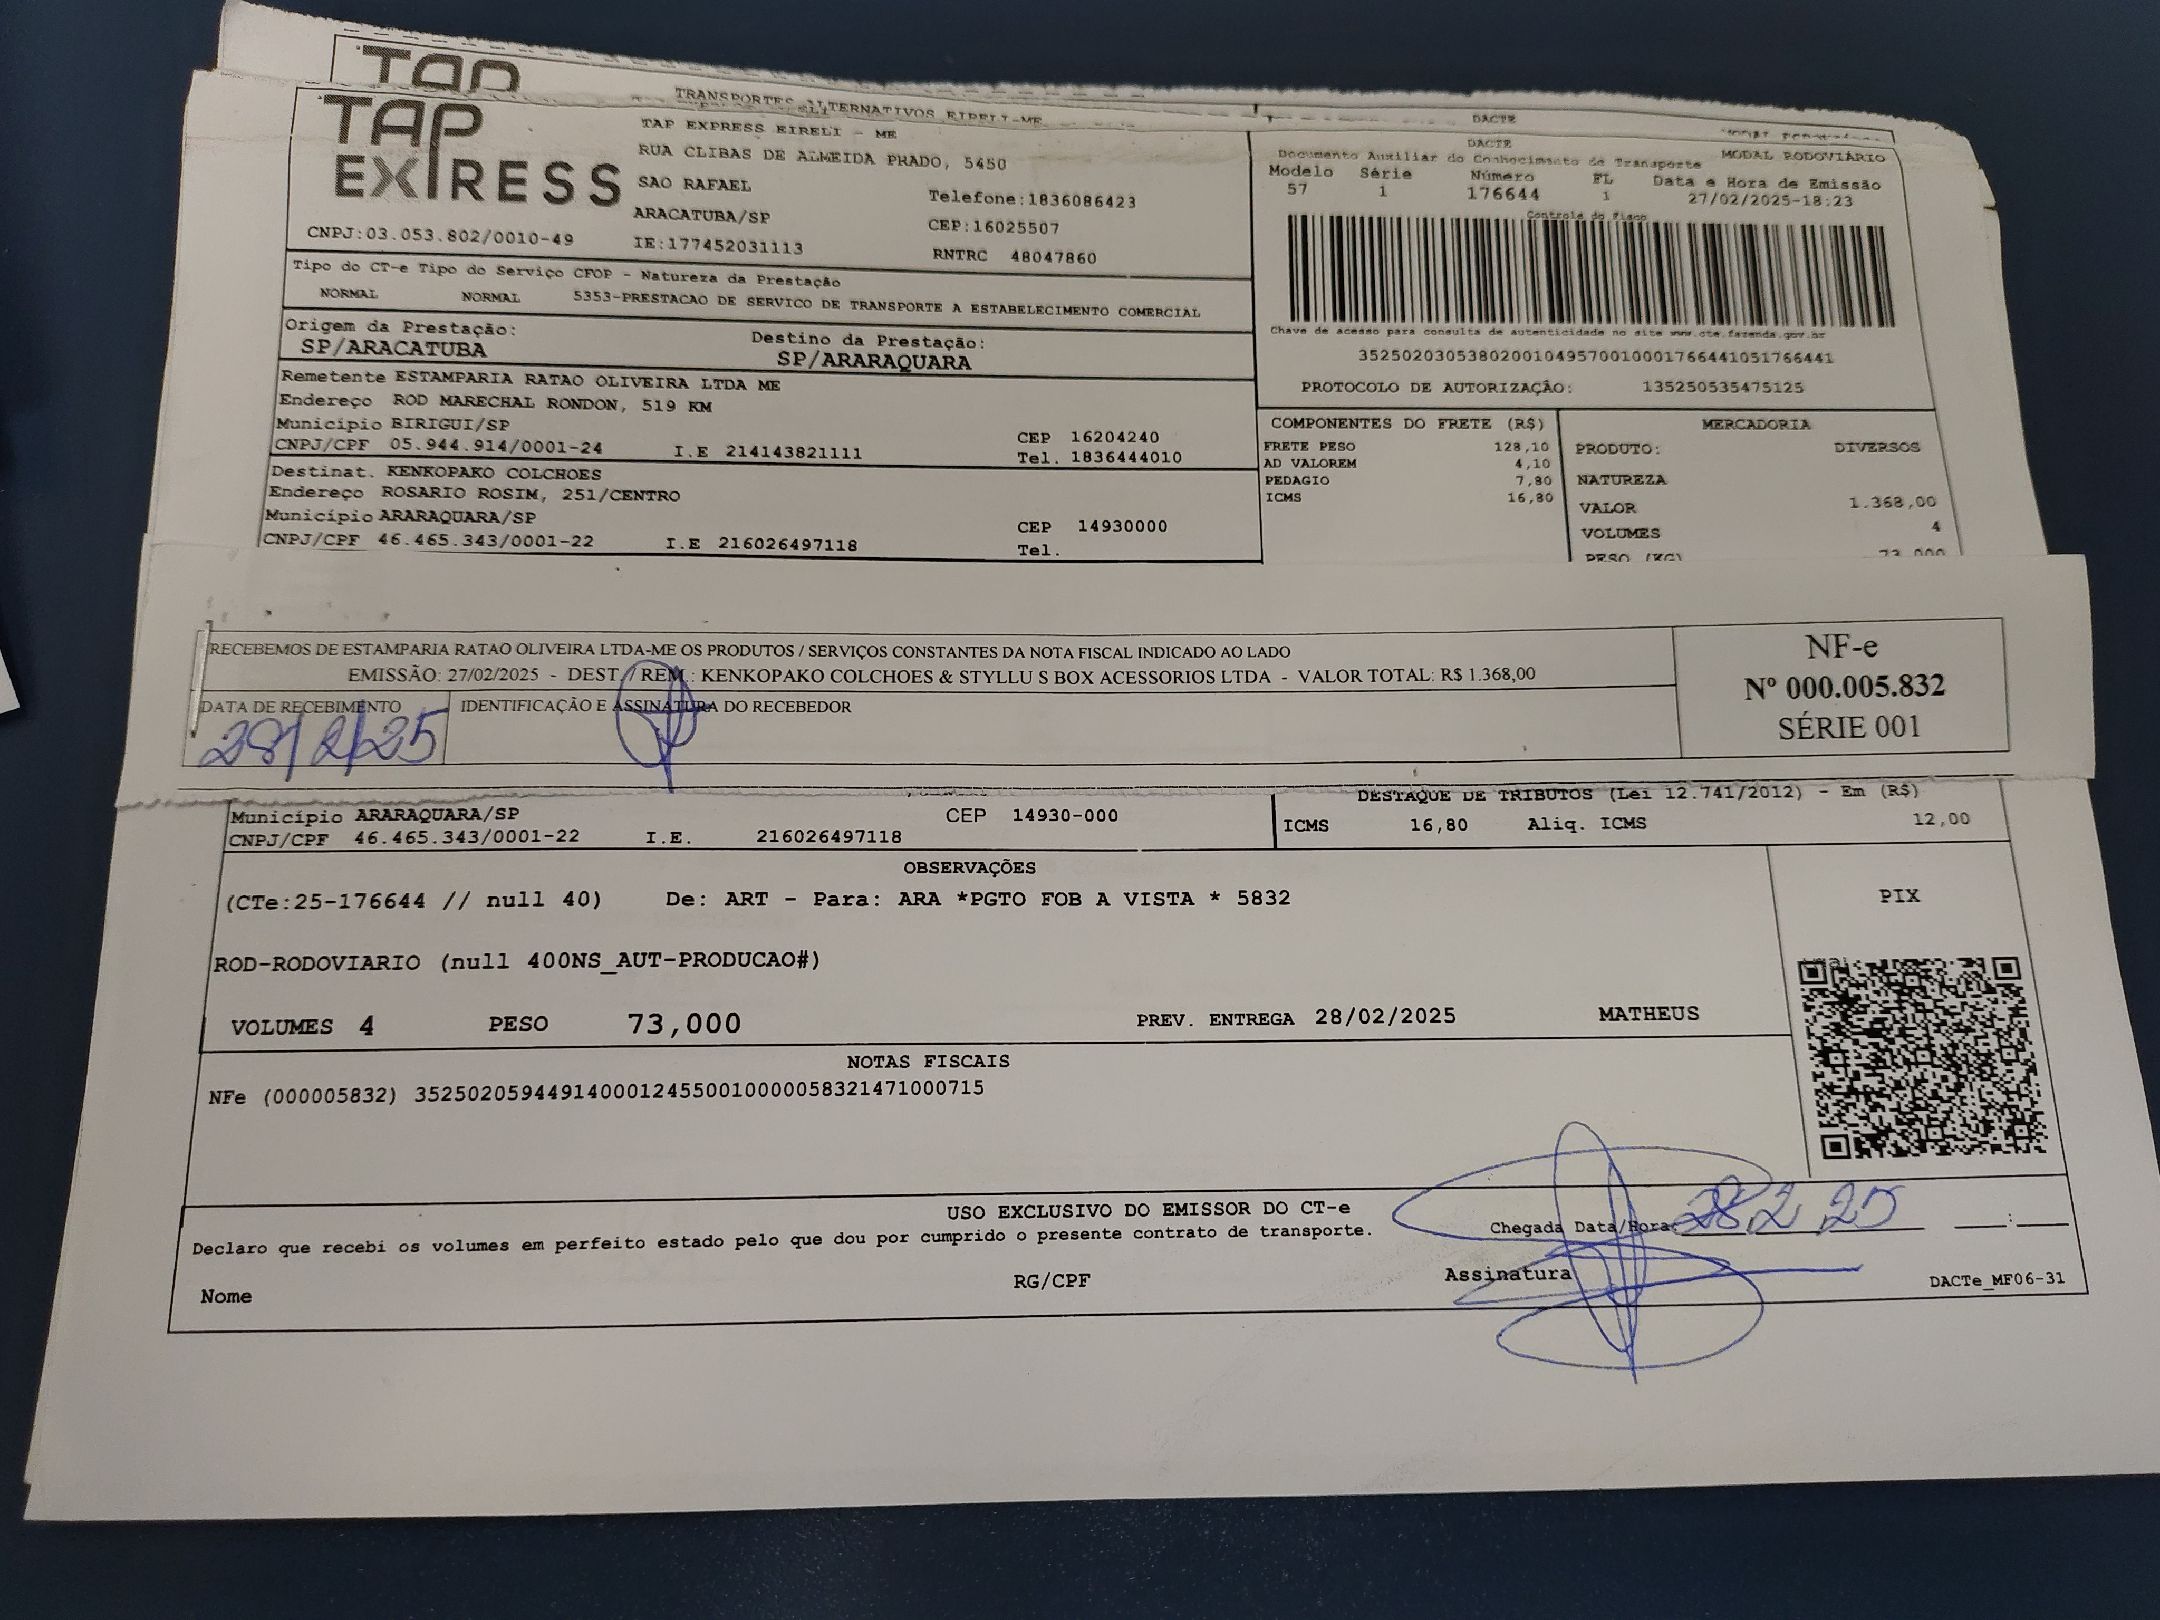 TAP
TRANSPORTES ALTERNATIVOS EIRELI-ME
DACTE
TAP EXPRESS
TAP EXPRESS EIRELI - ME
RUA CLIBAS DE ALMEIDA PRADO, 5450
SAO RAFAEL
Telefone:1836086423
ARACATUBA/SP
CEP:16025507
CNPJ:03.053.802/0010-49
IE:177452031113
RNTRC 48047860
DACTE
Documento Auxiliar do Conhecimento de Transporte MODAL RODOVIÁRIO
Modelo Série Número FL Data e Hora de Emissão
57 1 176644 1 27/02/2025-18:23
Controle do Fisco
Tipo do CT-e Tipo do Serviço CFOP - Natureza da Prestação
NORMAL NORMAL 5353-PRESTACAO DE SERVICO DE TRANSPORTE A ESTABELECIMENTO COMERCIAL
Chave de acesso para consulta de autenticidade no site www.cte.fazenda.gov.br
35250203053802001049570010001766441051766441
PROTOCOLO DE AUTORIZAÇÃO: 135250535475125
Origem da Prestação: Destino da Prestação:
SP/ARACATUBA SP/ARARAQUARA
Remetente ESTAMPARIA RATAO OLIVEIRA LTDA ME
Endereço ROD MARECHAL RONDON, 519 KM
Município BIRIGUI/SP CEP 16204240
CNPJ/CPF 05.944.914/0001-24 I.E 214143821111 Tel. 1836444010
Destinat. KENKOPAKO COLCHOES
Endereço ROSARIO ROSIM, 251/CENTRO
Município ARARAQUARA/SP CEP 14930000
CNPJ/CPF 46.465.343/0001-22 I.E 216026497118 Tel.
COMPONENTES DO FRETE (R$)
FRETE PESO 128,10
AD VALOREM 4,10
PEDAGIO 7,80
ICMS 16,80
MERCADORIA
PRODUTO: DIVERSOS
NATUREZA
VALOR 1.368,00
VOLUMES 4
PESO (KG) 73,000
RECEBEMOS DE ESTAMPARIA RATAO OLIVEIRA LTDA-ME OS PRODUTOS / SERVIÇOS CONSTANTES DA NOTA FISCAL INDICADO AO LADO
EMISSÃO: 27/02/2025 - DEST. / REM.: KENKOPAKO COLCHOES & STYLLU S BOX ACESSORIOS LTDA - VALOR TOTAL: R$ 1.368,00
DATA DE RECEBIMENTO IDENTIFICAÇÃO E ASSINATURA DO RECEBEDOR
28/2/25
NF-e
Nº 000.005.832
SÉRIE 001
Município ARARAQUARA/SP CEP 14930-000
CNPJ/CPF 46.465.343/0001-22 I.E. 216026497118
DESTAQUE DE TRIBUTOS (Lei 12.741/2012) - Em (R$)
ICMS 16,80 Aliq. ICMS 12,00
OBSERVAÇÕES
(CTe:25-176644 // null 40) De: ART - Para: ARA *PGTO FOB A VISTA * 5832
PIX
ROD-RODOVIARIO (null 400NS_AUT-PRODUCAO#)
VOLUMES 4 PESO 73,000 PREV. ENTREGA 28/02/2025 MATHEUS
NOTAS FISCAIS
NFe (000005832) 35250205944914000124550010000058321471000715
USO EXCLUSIVO DO EMISSOR DO CT-e
Declaro que recebi os volumes em perfeito estado pelo que dou por cumprido o presente contrato de transporte.
Chegada Data/Hora: 28 2 25 __:__
Nome RG/CPF Assinatura DACTe_MF06-31